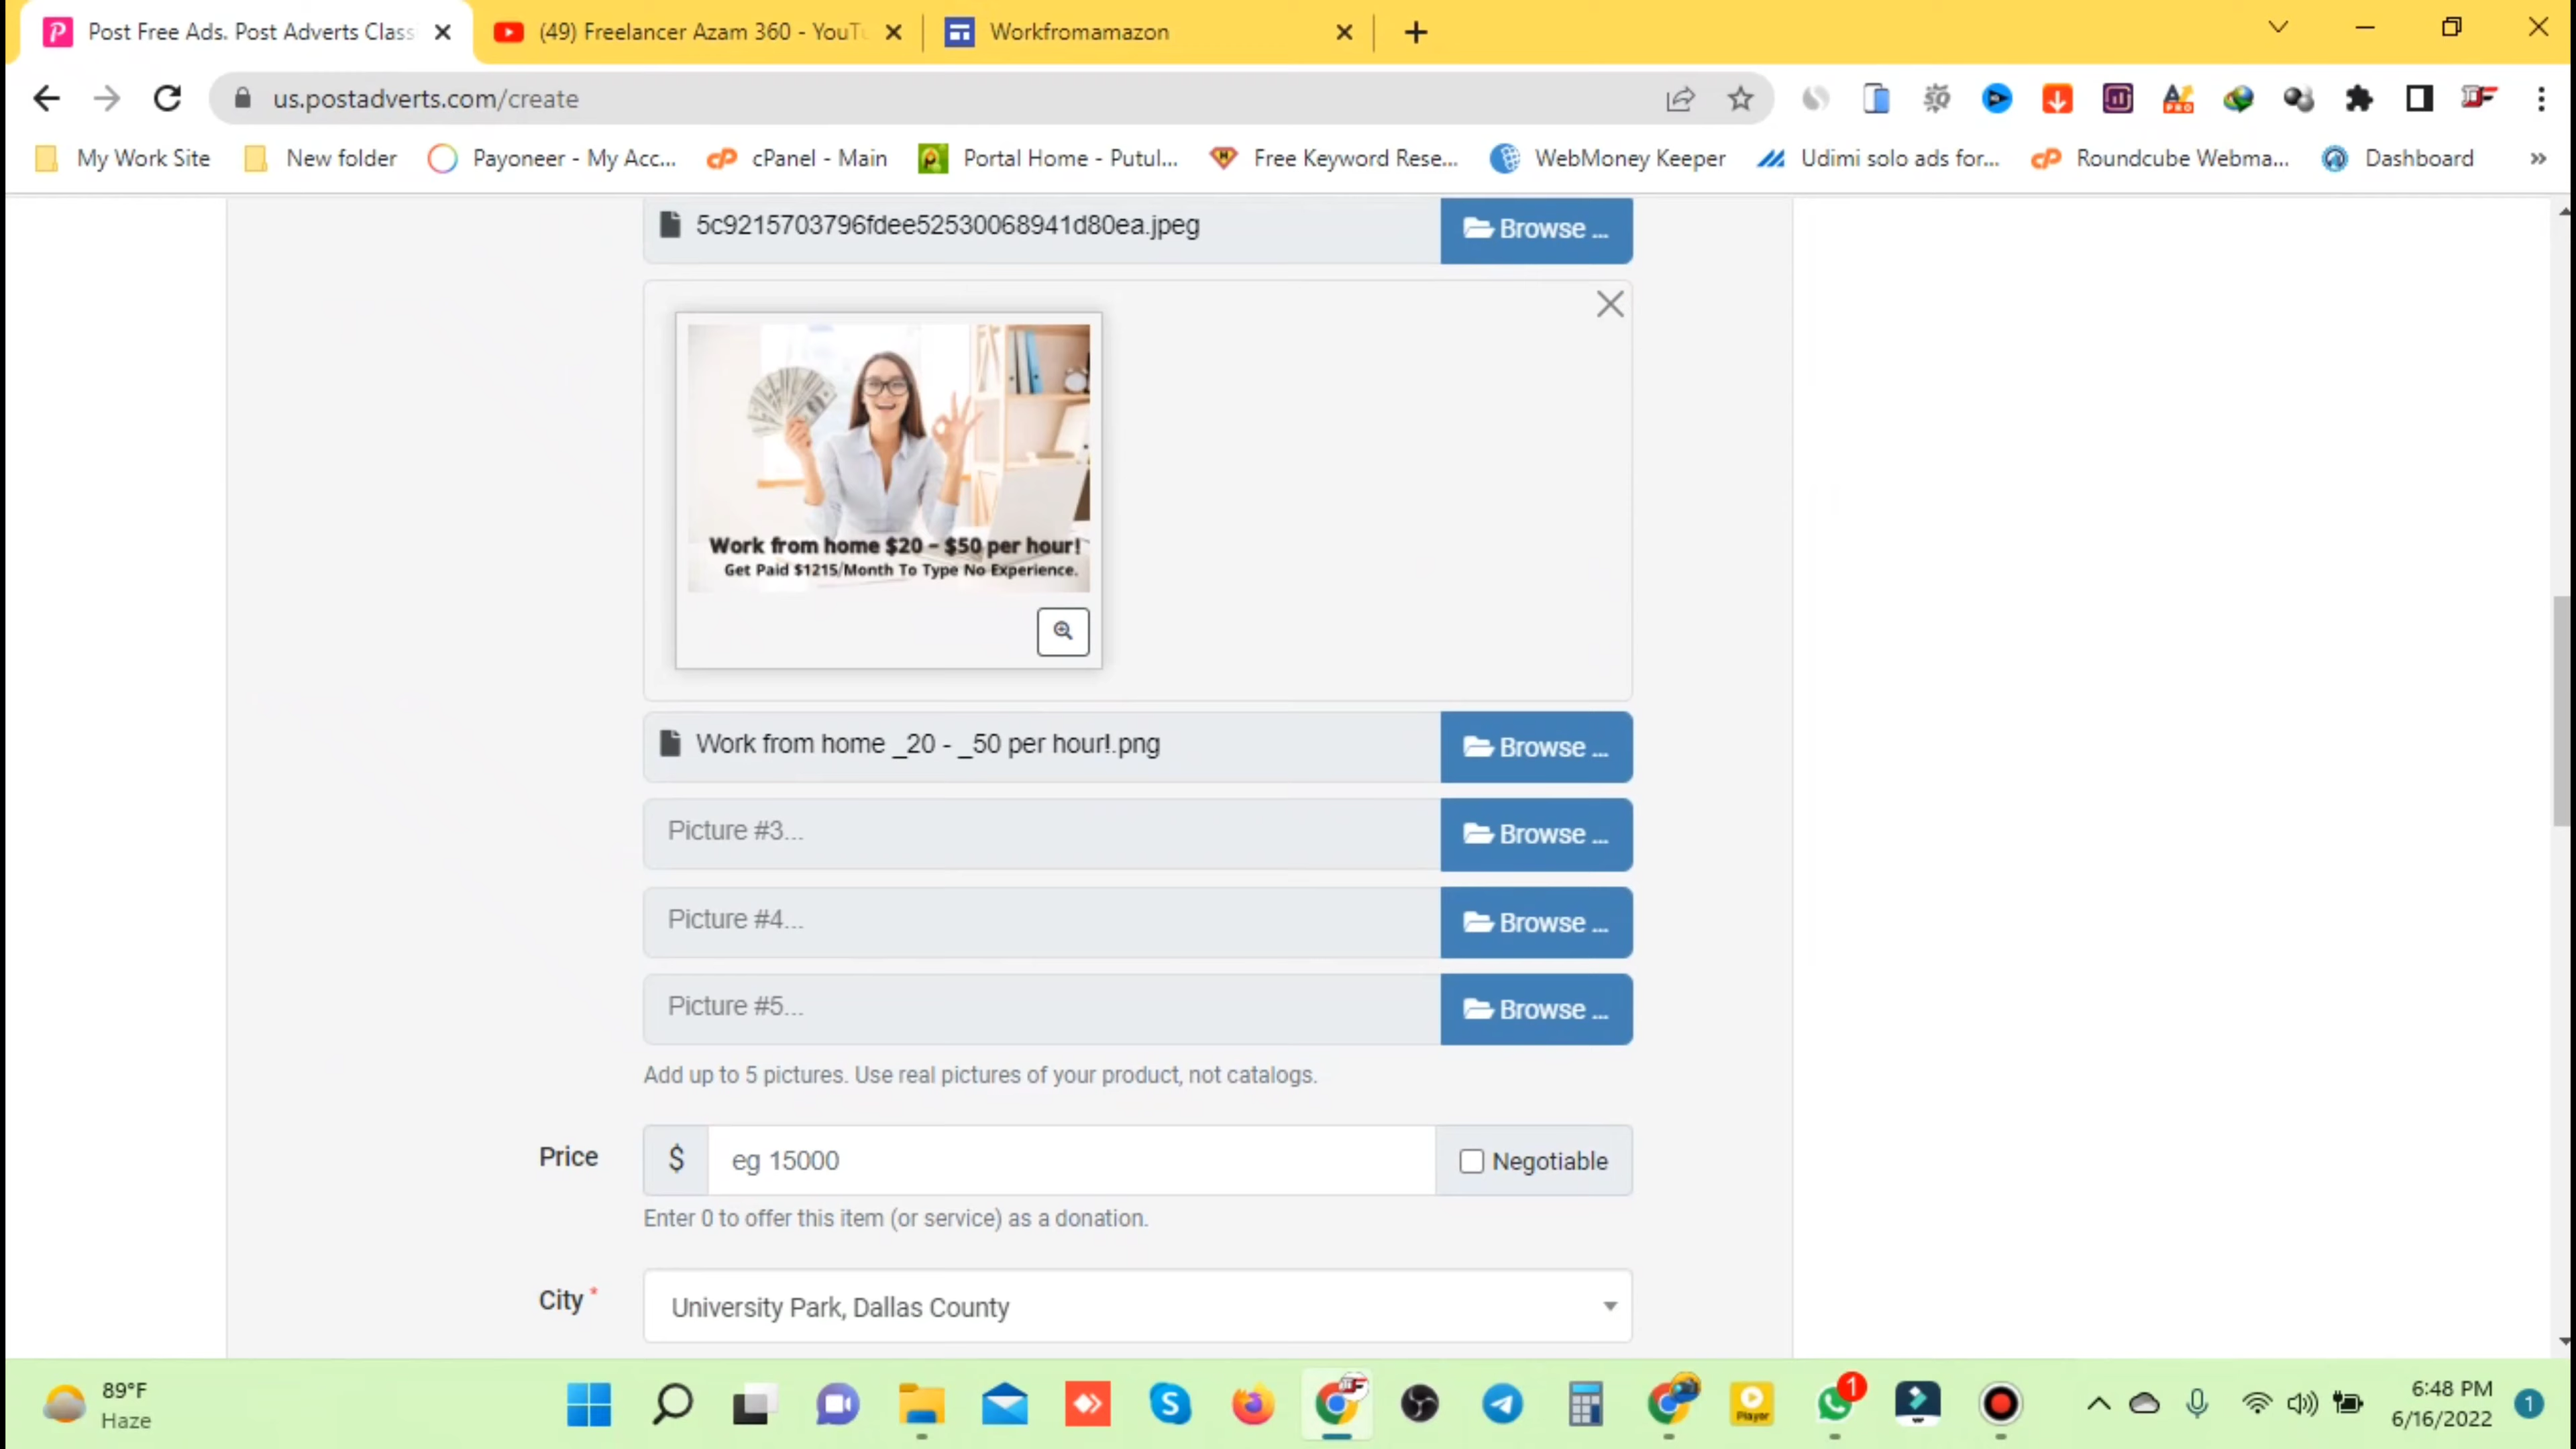 Post Free Ads. Post Adverts Class
(49) Freelancer Azam 360 - YouTu
Workfromamazon
us.postadverts.com/create
My Work Site
New folder
Payoneer - My Acc...
cPanel - Main
Portal Home - Putul...
Free Keyword Rese...
WebMoney Keeper
Udimi solo ads for...
Roundcube Webma...
Dashboard
5c9215703796fdee52530068941d80ea.jpeg
Browse ...
Work from home $20 - $50 per hour!
Get Paid $1215/Month To Type No Experience.
Work from home _20 - _50 per hour!.png
Browse ...
Picture #3...
Browse ...
Picture #4...
Browse ...
Picture #5...
Browse ...
Add up to 5 pictures. Use real pictures of your product, not catalogs.
Price
$
eg 15000
Negotiable
Enter 0 to offer this item (or service) as a donation.
City *
University Park, Dallas County
89°F
Haze
Player
1
6:48 PM
6/16/2022
1